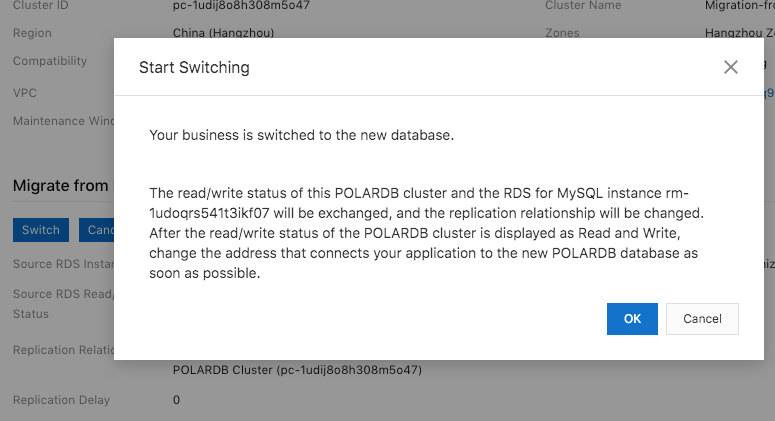 Cluster ID pc-1udij8o8h308m5o47 Cluster Name Migration-fro
Region China (Hangzhou) Zones Hangzhou Zo
Compatibility
VPC
Maintenance Wind
Start Switching
Your business is switched to the new database.
The read/write status of this POLARDB cluster and the RDS for MySQL instance rm-
1udoqrs541t3ikf07 will be exchanged, and the replication relationship will be changed.
After the read/write status of the POLARDB cluster is displayed as Read and Write,
change the address that connects your application to the new POLARDB database as
soon as possible.
OK Cancel
Migrate from
Switch Canc
Source RDS Instan
Source RDS Read/
Status
Replication Relatio
POLARDB Cluster (pc-1udij8o8h308m5o47)
Replication Delay 0